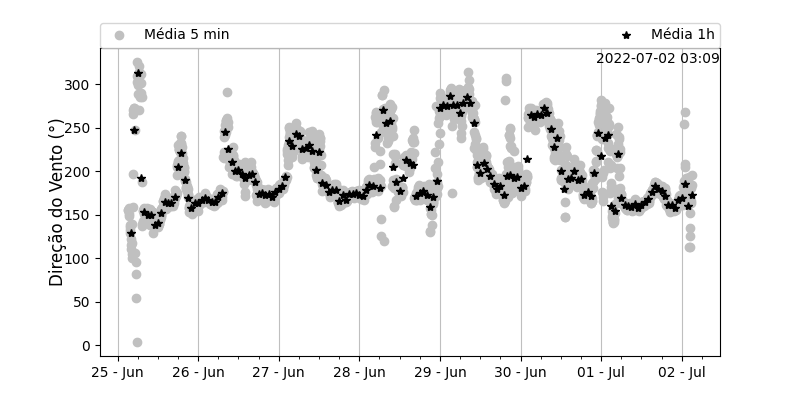 Média 5 min
Média 1h
2022-07-02 03:09
Direção do Vento (°)
300
250
200
150
100
50
0
25 - Jun
26 - Jun
27 - Jun
28 - Jun
29 - Jun
30 - Jun
01 - Jul
02 - Jul